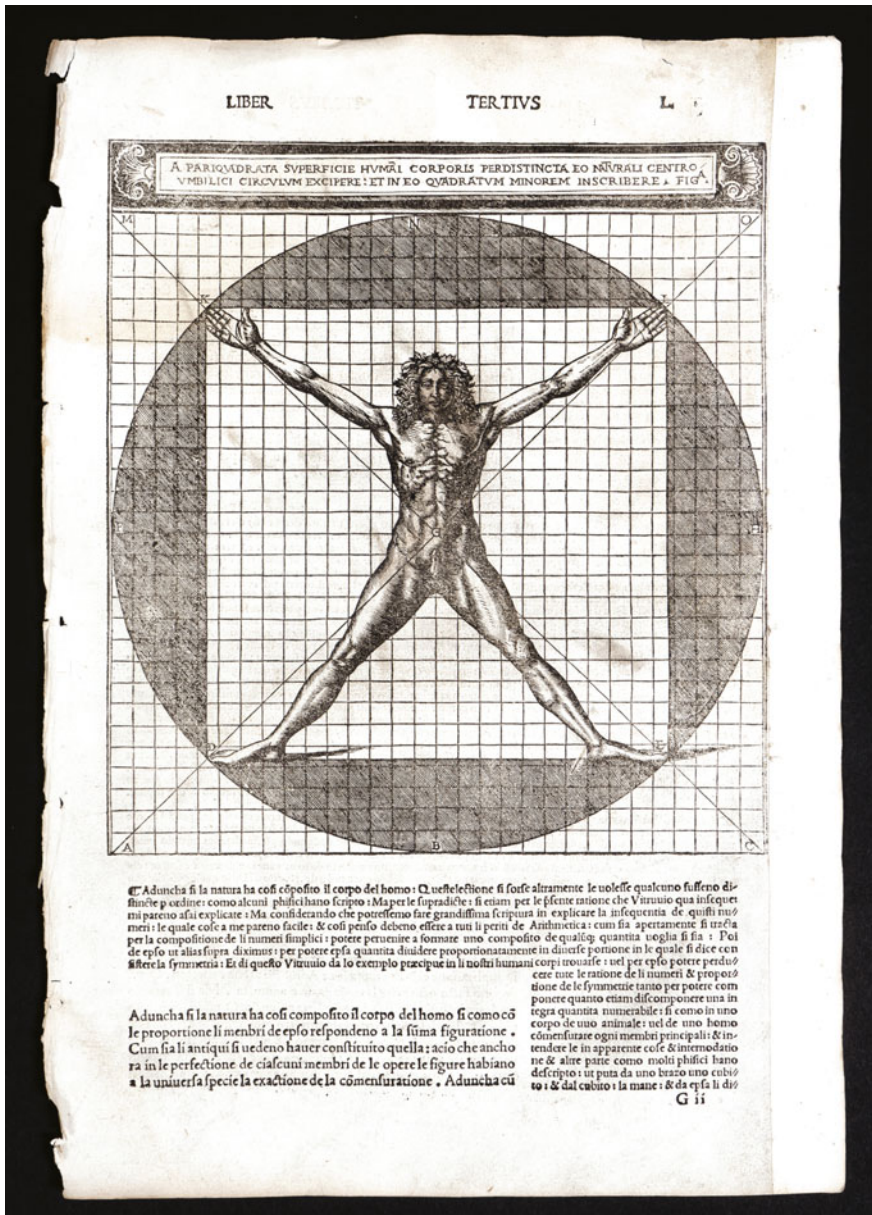 LIBER TERTIVS L
A PARIQVADRATA SVPERFICIE HVMĀI CORPORIS PERDISTINCTA EO NATVRALI CENTRO
VMBILICI CIRCVLVM EXCIPERE: ET IN EO QVADRATVM MINOREM INSCRIBERE. FIGA.
M N O
K
H
G
E
A B C
Aduncha ſi la natura ha coſi cōpoſito il corpo del homo: Queſtelectione ſi forſe altramente le uoleſſe qualcuno fuſſeno di-
ſtincte p ordine: como alcuni phiſici hano ſcripto: Ma per le ſupradicte: ſi etiam per le p̄ſente ratione che Vitruuio qua inſequet
mi pareno aſai explicate: Ma conſiderando che potreſſemo fare grandiſſima ſcriptura in explicare la inſequentia de quiſti nu-
meri: le quale coſe a me pareno facile: & coſi penſo debeno eſſere a tuti li periti de Arithmetica: cum ſia apertamente ſi tracta
per la compoſitione de li numeri ſimplici: potere peruenire a formare uno compoſito de qualūq; quantita uoglia ſi ſia: Poi
de epſo ut alias ſupra diximus: per potere epſa quantita diuidere proportionatamente in diuerſe portione in le quale ſi dice con
ſiſtere la ſymmetria: Et di queſto Vitruuio da lo exemplo præcipue in li noſtri humani corpi trouarſe: uel per epſo potere perdu-
cere tute le ratione de li numeri & propor-
tione de le ſymmetrie tanto per potere com
ponere quanto etiam diſcomponere una in
tegra quantita numerabile: ſi como in uno
corpo de uno animale: uel de uno homo
cōmenſurare ogni membri principali: & in-
tendere le in apparente coſe & intermodatio
ne & altre parte como molti phiſici hano
deſcripto: ut puta da uno brazo uno cubi-
to: & dal cubito: la mane: & da epſa li di-
Aduncha ſi la natura ha coſi compoſito il corpo del homo ſi como cō
le proportione li menbri de epſo reſpondeno a la ſūma figuratione.
Cum ſia li antiqui ſi uedeno hauer conſtituito quella: acio che ancho
ra in le perfectione de ciaſcuni membri de le opere le figure habiano
a la uniuerſa ſpecie la exactione de la cōmenſuratione. Aduncha cū
G ii